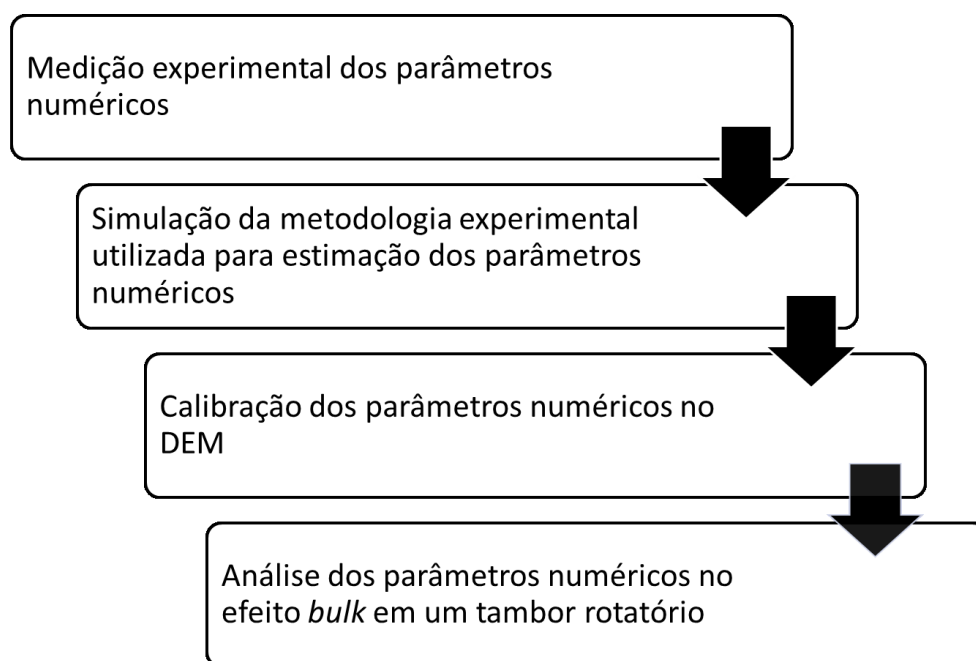 Medição experimental dos parâmetros
numéricos
Simulação da metodologia experimental
utilizada para estimação dos parâmetros
numéricos
Calibração dos parâmetros numéricos no
DEM
Análise dos parâmetros numéricos no
efeito bulk em um tambor rotatório